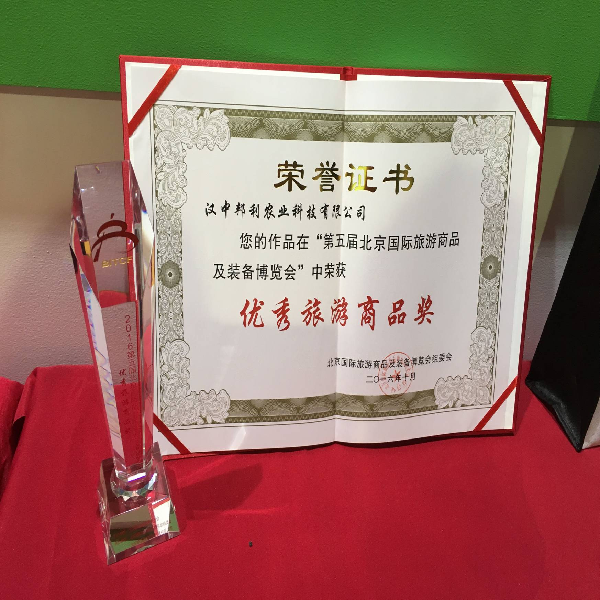 荣誉证书
汉中邦利农业科技有限公司
您的作品在“第五届北京国际旅游商品
及装备博览会”中荣获
优秀旅游商品奖
北京国际旅游商品及装备博览会组委会
二〇一六年十月